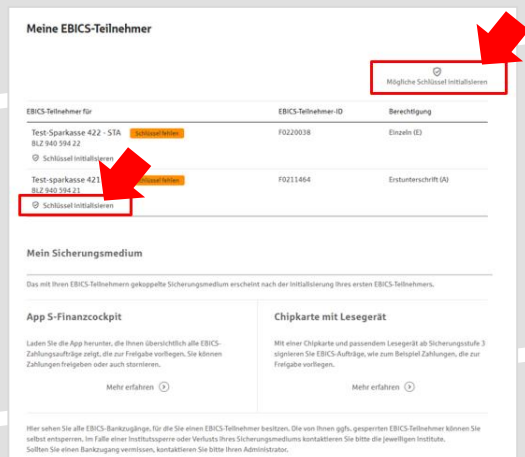 Meine EBICS-Teilnehmer
Mögliche Schlüssel initialisieren
EBICS-Teilnehmer für EBICS-Teilnehmer-ID Berechtigung
Test-Sparkasse 422 - STA Schlüssel fehlen F0220038 Einzeln (E)
BLZ 940 594 22
Schlüssel initialisieren
Test-sparkasse 421 Schlüssel fehlen F0211464 Erstunterschrift (A)
BLZ 940 594 21
Schlüssel initialisieren
Mein Sicherungsmedium
Das mit Ihren EBICS-Teilnehmern gekoppelte Sicherungsmedium erscheint nach der Initialisierung Ihres ersten EBICS-Teilnehmers.
App S-Finanzcockpit
Laden Sie die App herunter, die Ihnen übersichtlich alle EBICS-
Zahlungsaufträge zeigt, die zur Freigabe vorliegen. Sie können
Zahlungen freigeben oder auch stornieren.
Mehr erfahren
Chipkarte mit Lesegerät
Mit einer Chipkarte und passendem Lesegerät ab Sicherungsstufe 3
signieren Sie EBICS-Aufträge, wie zum Beispiel Zahlungen, die zur
Freigabe vorliegen.
Mehr erfahren
Hier sehen Sie alle EBICS-Bankzugänge, für die Sie einen EBICS-Teilnehmer besitzen. Die von Ihnen ggfs. gesperrten EBICS-Teilnehmer können Sie
selbst entsperren. Im Falle einer Institutssperre oder Verlusts Ihres Sicherungsmediums kontaktieren Sie bitte die jeweiligen Institute.
Sollten Sie einen Bankzugang vermissen, kontaktieren Sie bitte Ihren Administrator.